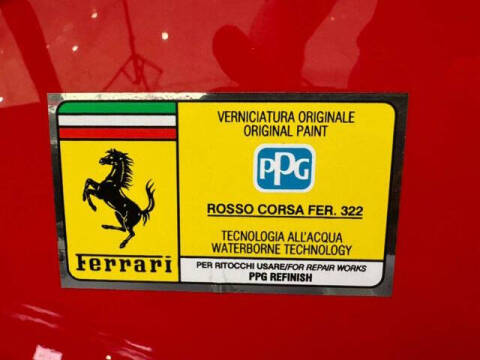 VERNICIATURA ORIGINALE
ORIGINAL PAINT
PPG
ROSSO CORSA FER. 322
TECNOLOGIA ALL'ACQUA
WATERBORNE TECHNOLOGY
Ferrari
PER RITOCCHI USARE/FOR REPAIR WORKS
PPG REFINISH